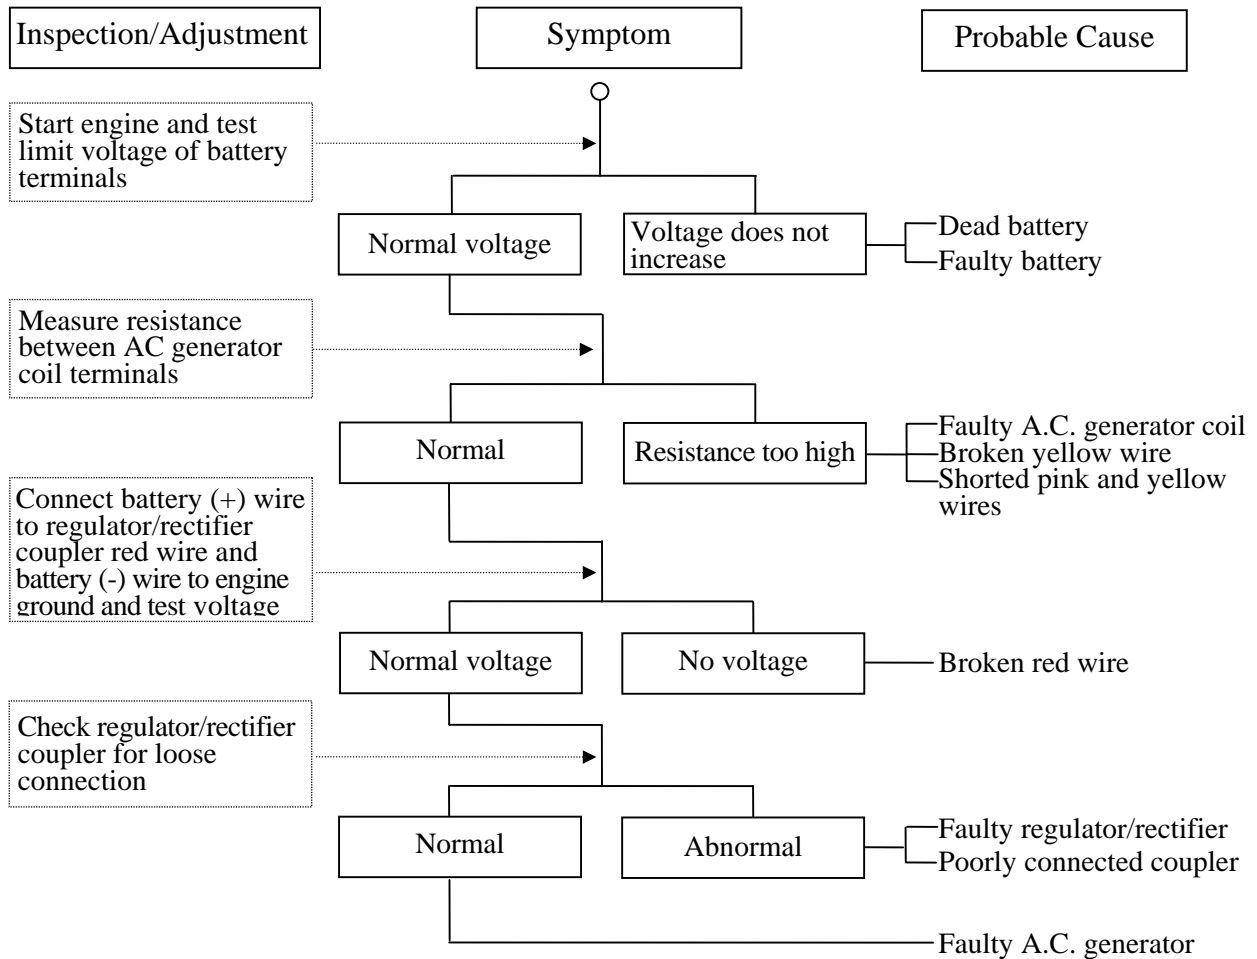 Inspection/Adjustment
Symptom
Probable Cause
Start engine and test
limit voltage of battery
terminals
Normal voltage
Voltage does not
increase
Dead battery
Faulty battery
Measure resistance
between AC generator
coil terminals
Normal
Resistance too high
Faulty A.C. generator coil
Broken yellow wire
Shorted pink and yellow
wires
Connect battery (+) wire
to regulator/rectifier
coupler red wire and
battery (-) wire to engine
ground and test voltage
Normal voltage
No voltage
Broken red wire
Check regulator/rectifier
coupler for loose
connection
Normal
Abnormal
Faulty regulator/rectifier
Poorly connected coupler
Faulty A.C. generator